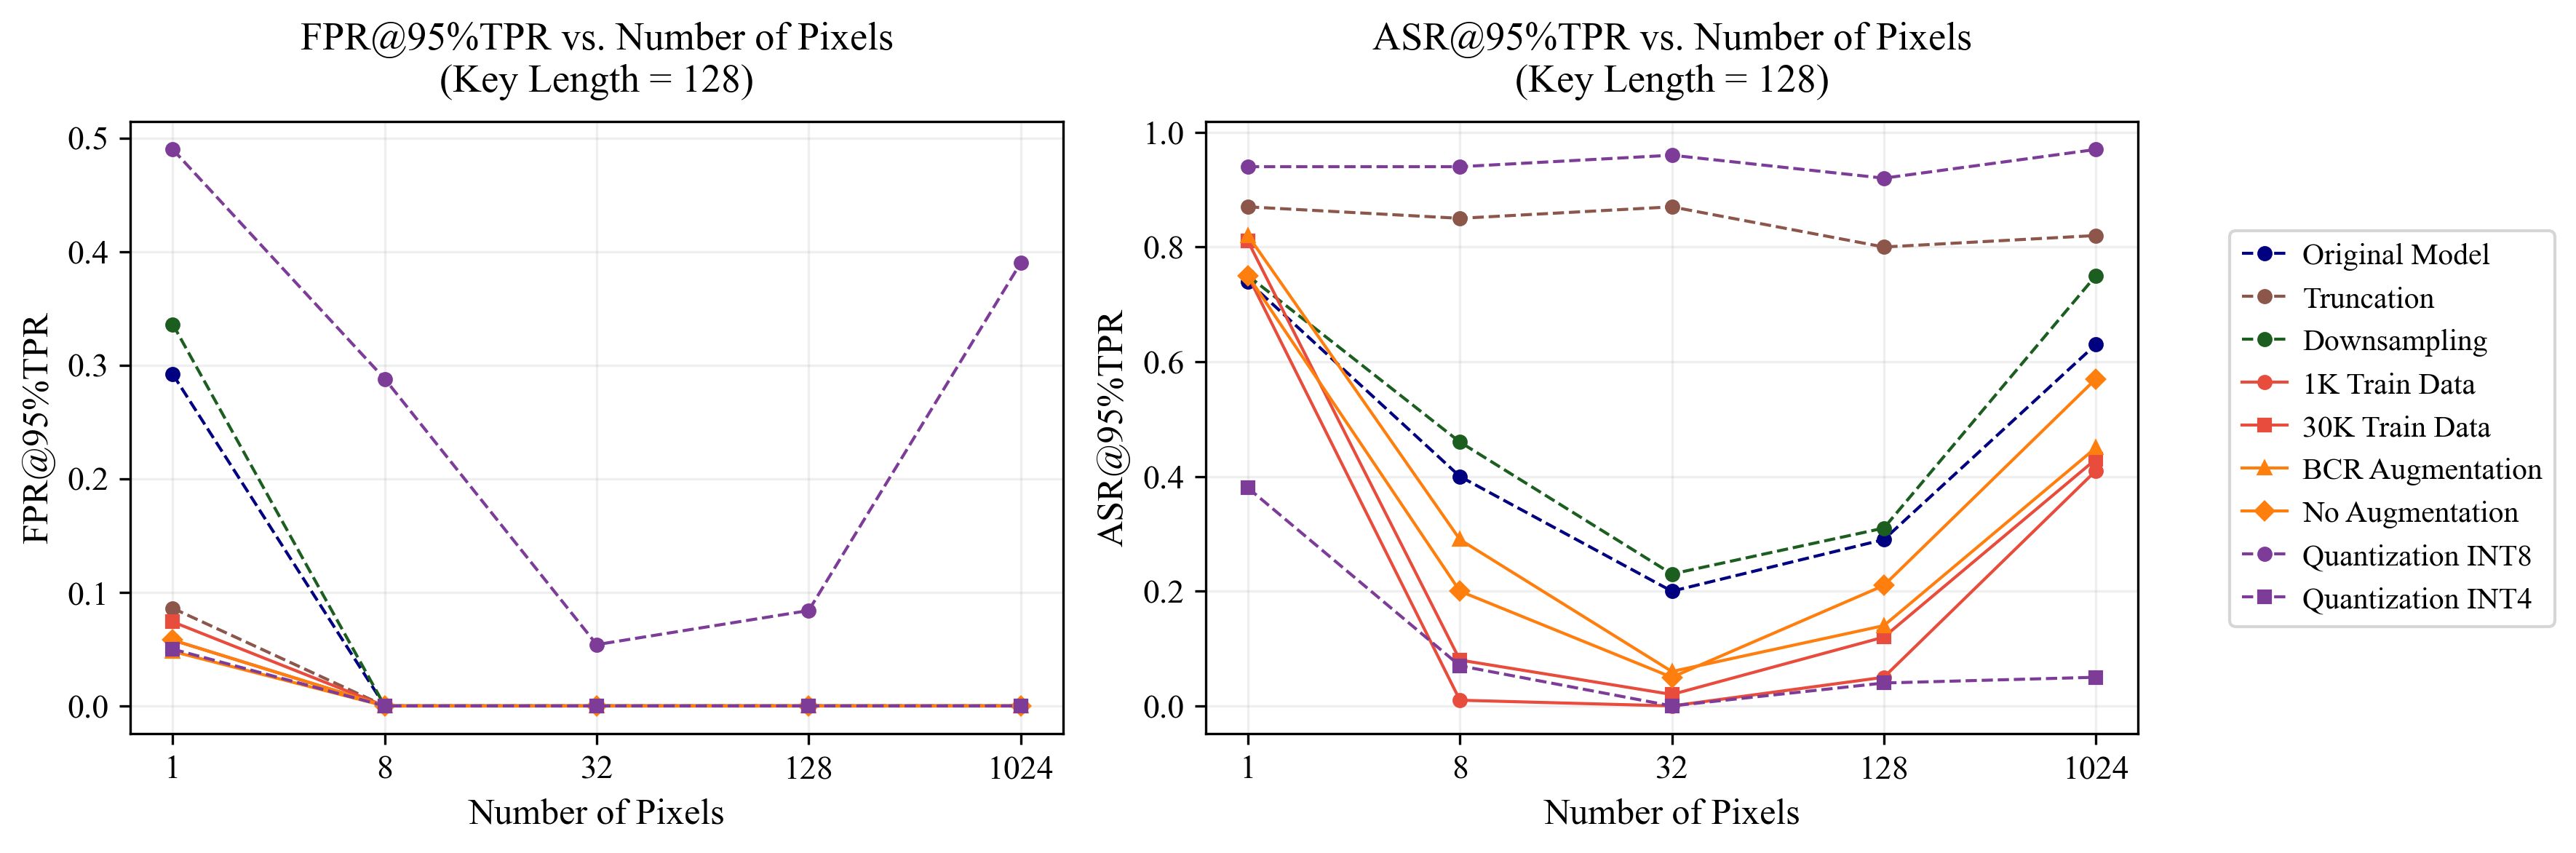 FPR@95%TPR vs. Number of Pixels
(Key Length = 128)
FPR@95%TPR
0.5
0.4
0.3
0.2
0.1
0.0
1
8
32
128
1024
Number of Pixels
ASR@95%TPR vs. Number of Pixels
(Key Length = 128)
ASR@95%TPR
1.0
0.8
0.6
0.4
0.2
0.0
1
8
32
128
1024
Number of Pixels
Original Model
Truncation
Downsampling
1K Train Data
30K Train Data
BCR Augmentation
No Augmentation
Quantization INT8
Quantization INT4